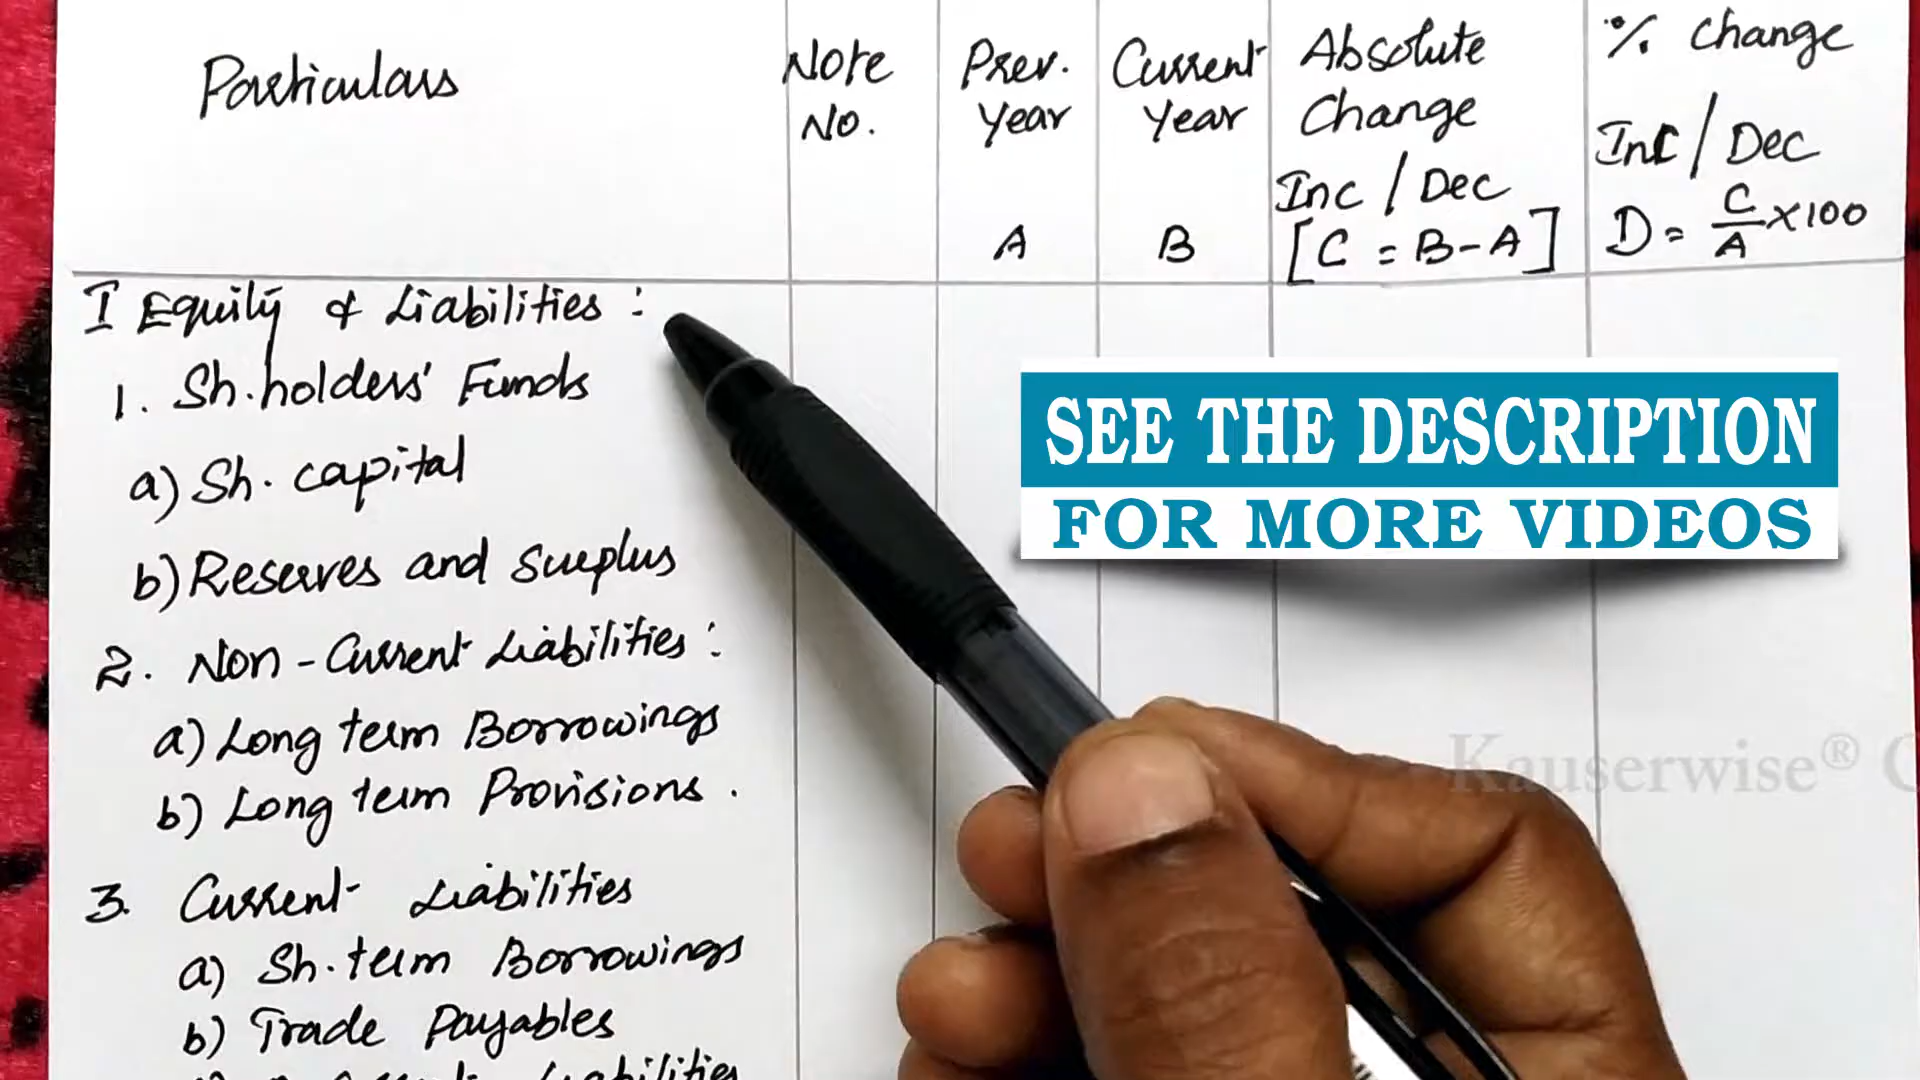 Particulars
Note No.
Prev. Year
A
Current Year
B
Absolute Change
Inc / Dec
[C = B - A]
% Change
Inc / Dec
D = C/A × 100
I Equity & Liabilities :
1. Sh.holders' Funds
a) Sh. capital
b) Reserves and Surplus
2. Non - Current Liabilities :
a) Long term Borrowings
b) Long term Provisions .
3. Current Liabilities
a) Sh. term Borrowings
b) Trade Payables
Liabilities
SEE THE DESCRIPTION
FOR MORE VIDEOS
Kauserwise®